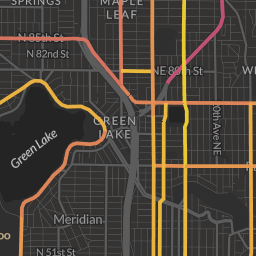 SPRINGS
MAPLE
LEAF
N 85th St
N 82nd St
NE 80th St
GREEN
LAKE
Green Lake
Meridian
N 51st St